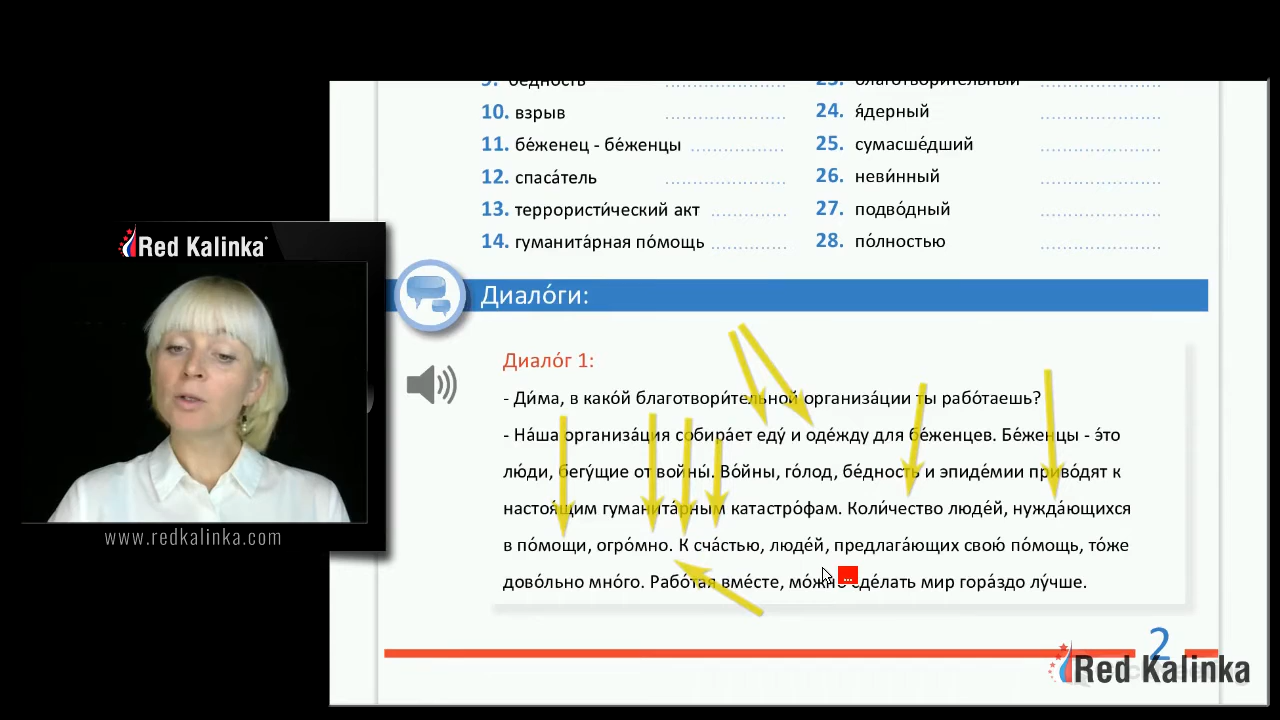 9. бе́дность
10. взрыв
11. бе́женец - бе́женцы
12. спаса́тель
13. террористи́ческий акт
14. гуманита́рная по́мощь
23. благотвори́тельный
24. я́дерный
25. сумасше́дший
26. неви́нный
27. подво́дный
28. по́лностью
Red Kalinka
www.redkalinka.com
Диало́ги:
Диало́г 1:
- Ди́ма, в како́й благотвори́тельной организа́ции ты рабо́таешь?
- На́ша организа́ция собира́ет еду́ и оде́жду для бе́женцев. Бе́женцы - э́то
лю́ди, бегу́щие от войны́. Во́йны, го́лод, бе́дность и эпиде́мии приво́дят к
настоя́щим гуманита́рным катастро́фам. Коли́чество люде́й, нужда́ющихся
в по́мощи, огро́мно. К сча́стью, люде́й, предлага́ющих свою́ по́мощь, то́же
дово́льно мно́го. Рабо́тая вме́сте, мо́жно сде́лать мир гора́здо лу́чше.
2
Red Kalinka